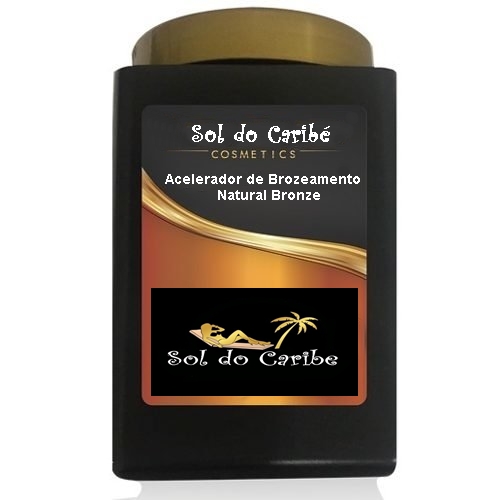 Sol do Caribé
COSMETICS
Acelerador de Brozeamento
Natural Bronze
Sol do Caribe